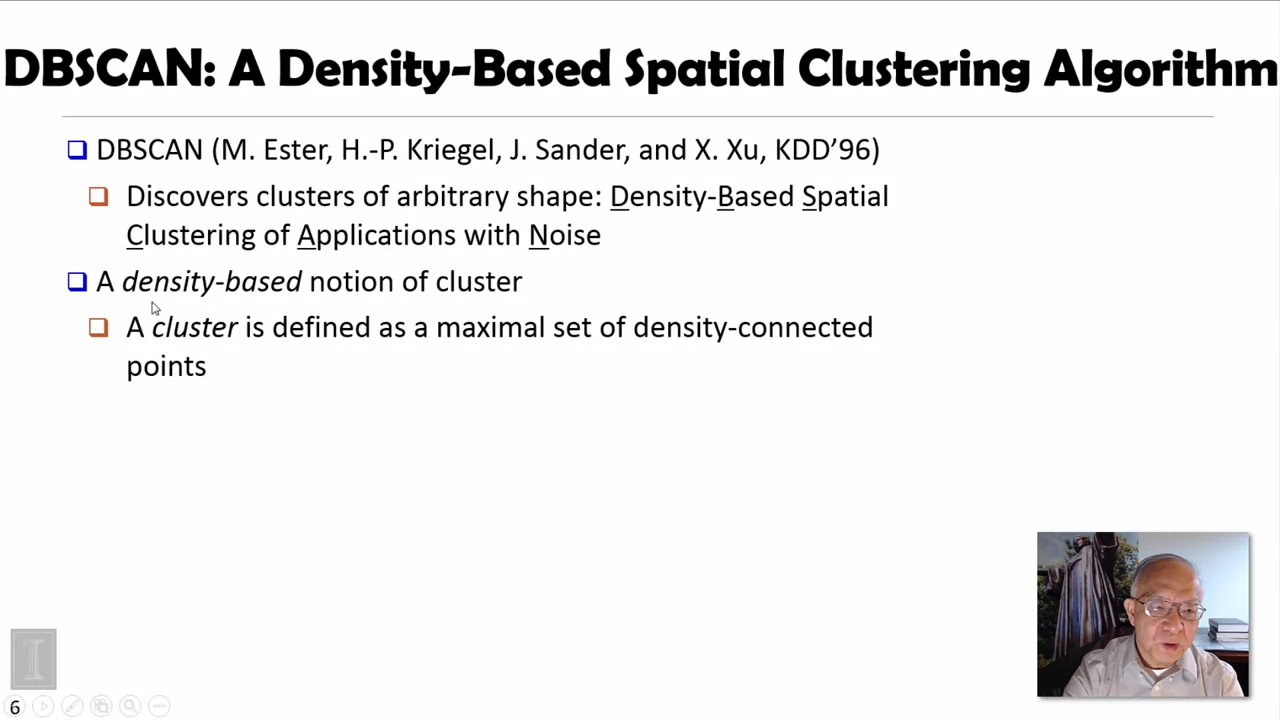 DBSCAN: A Density-Based Spatial Clustering Algorithm
DBSCAN (M. Ester, H.-P. Kriegel, J. Sander, and X. Xu, KDD’96)
Discovers clusters of arbitrary shape: Density-Based Spatial
Clustering of Applications with Noise
A density-based notion of cluster
A cluster is defined as a maximal set of density-connected
points
I
6